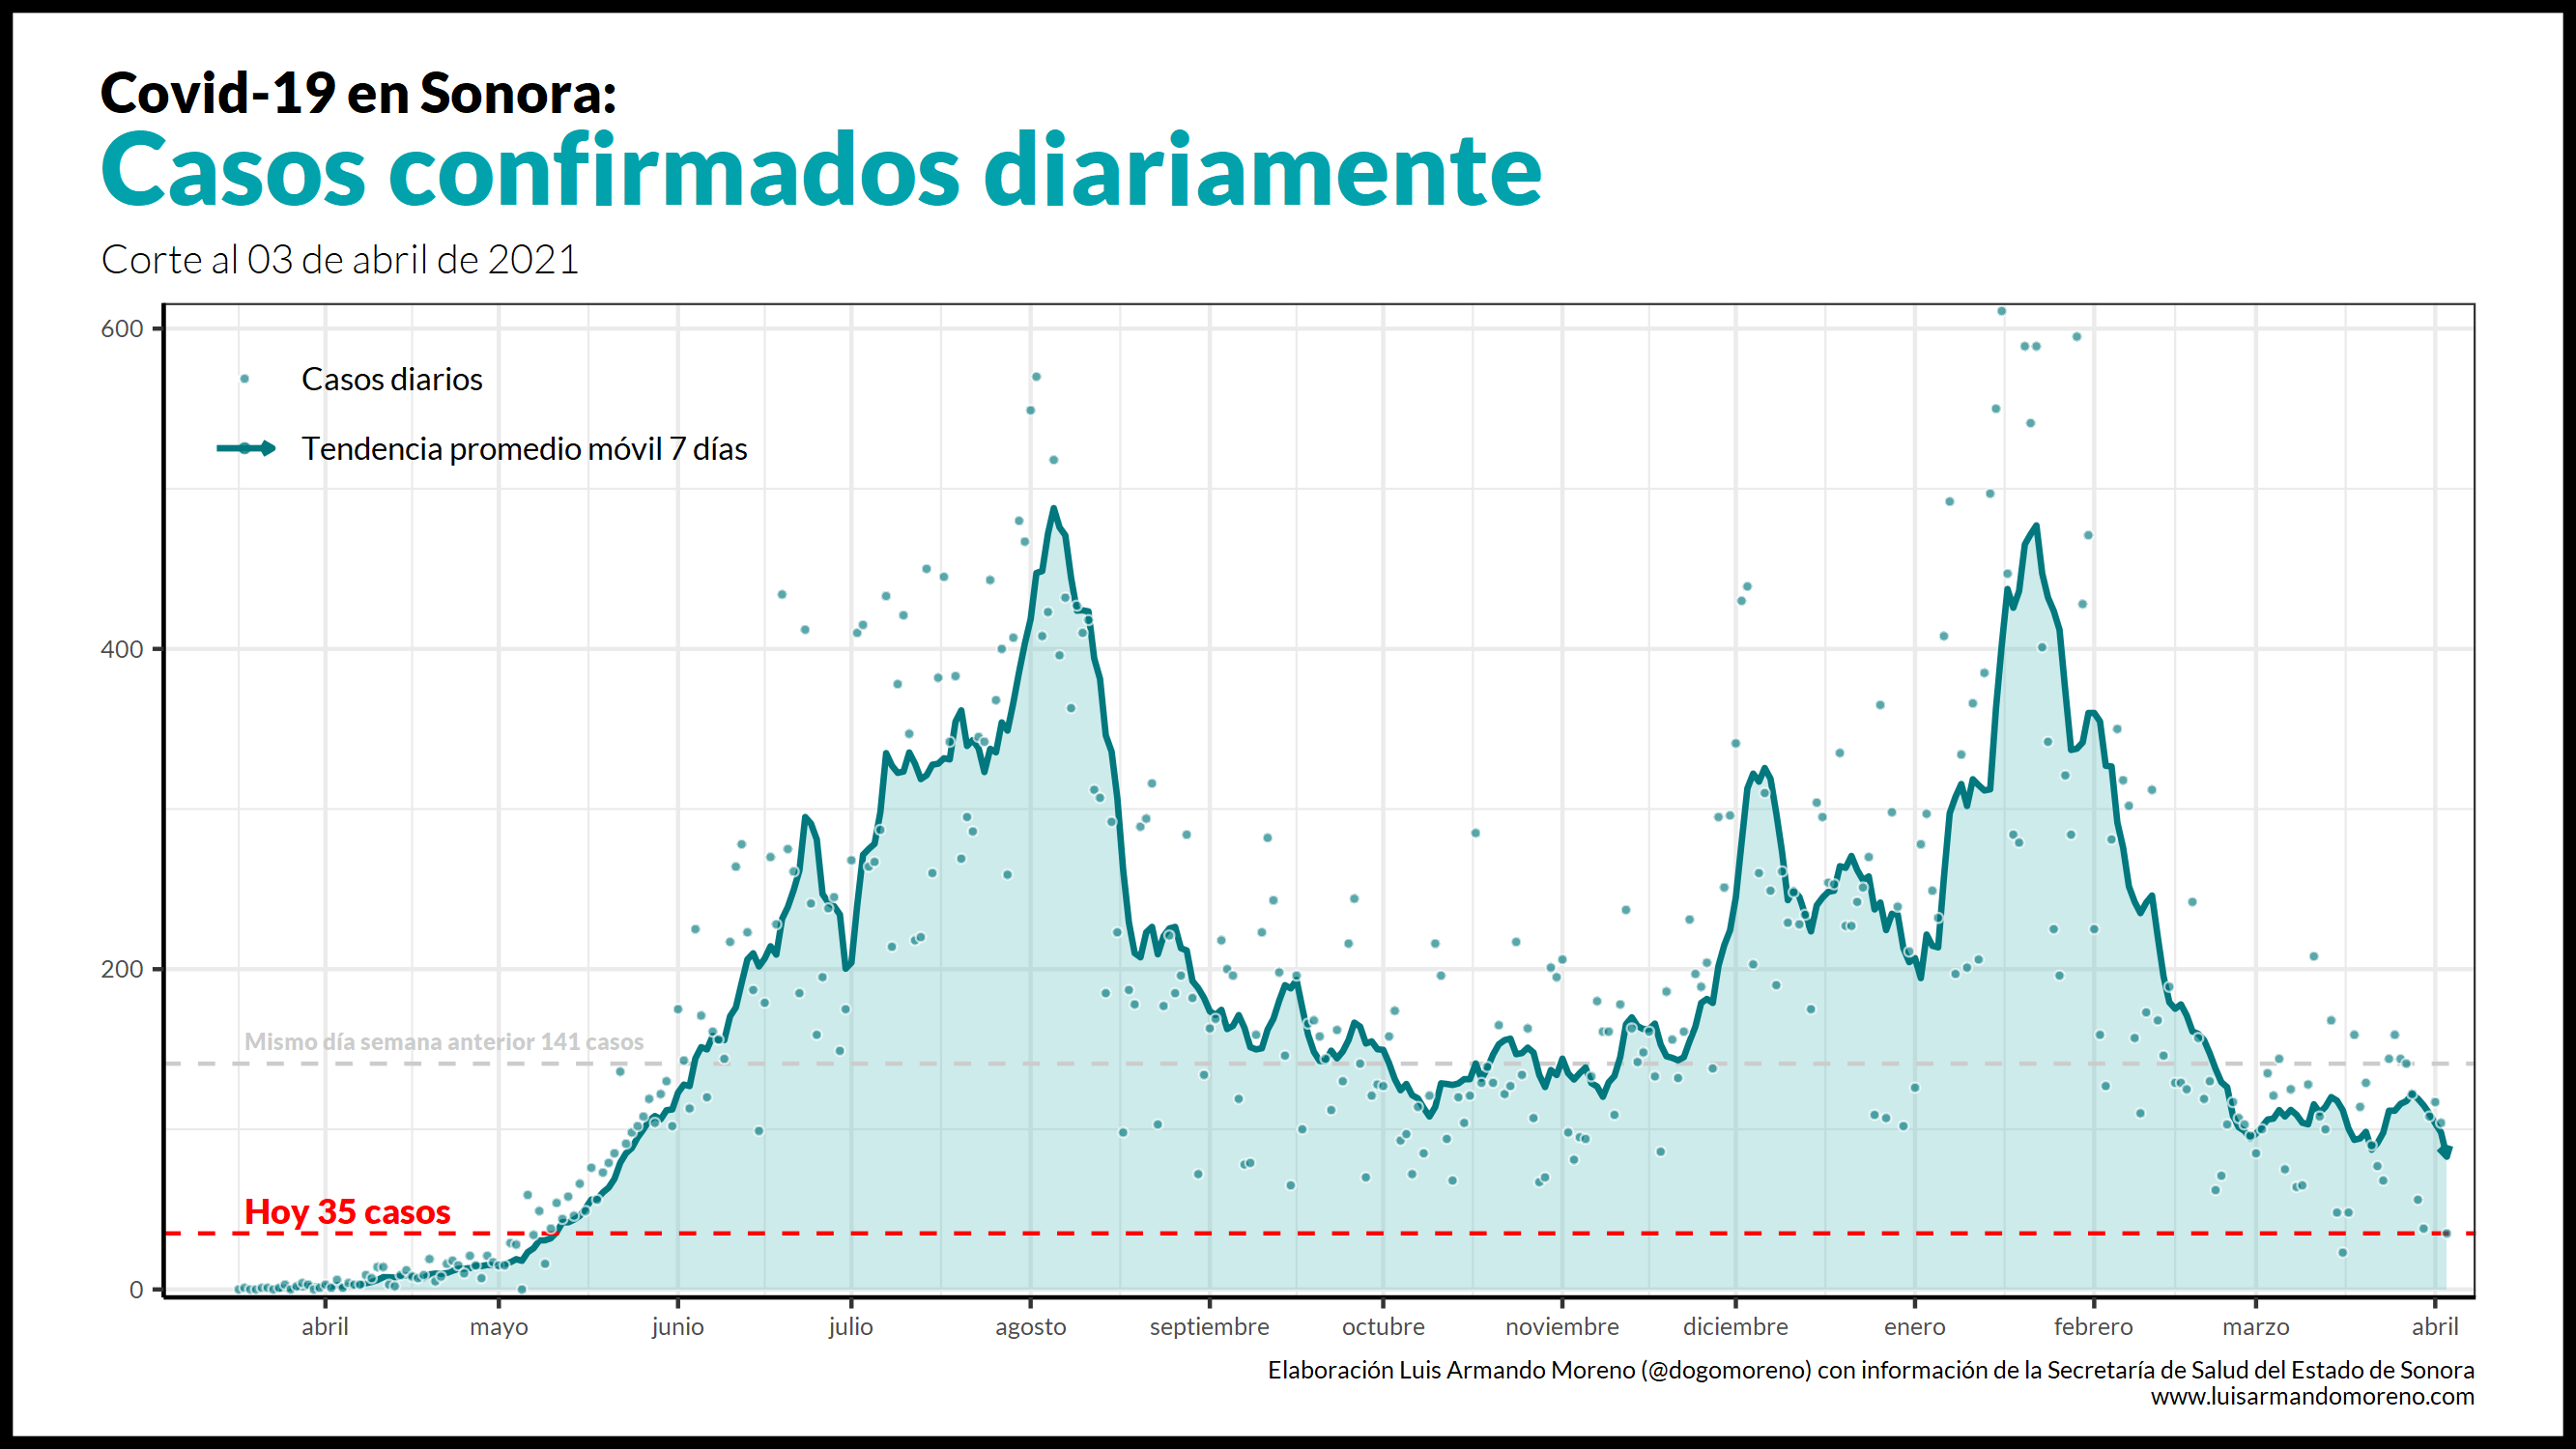 Covid-19 en Sonora:
Casos confirmados diariamente
Corte al 03 de abril de 2021
600
Casos diarios
Tendencia promedio móvil 7 días
400
200
Mismo día semana anterior 141 casos
Hoy 35 casos
0
abril mayo junio julio agosto septiembre octubre noviembre diciembre enero febrero marzo abril
Elaboración Luis Armando Moreno (@dogomoreno) con información de la Secretaría de Salud del Estado de Sonora
www.luisarmandomoreno.com